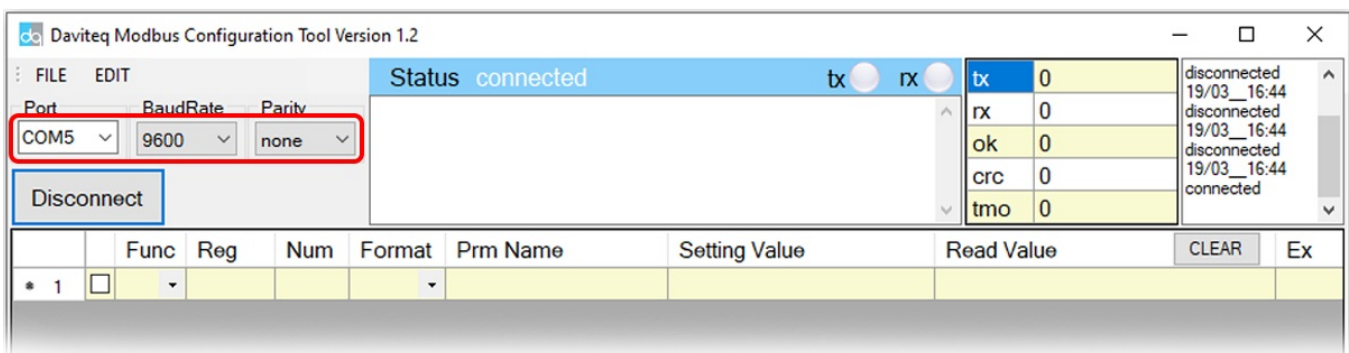 dq Daviteq Modbus Configuration Tool Version 1.2
FILE EDIT
Status connected tx rx
Port BaudRate Parity
COM5 9600 none
Disconnect
tx 0
rx 0
ok 0
crc 0
tmo 0
disconnected
19/03__16:44
disconnected
19/03__16:44
disconnected
19/03__16:44
connected
Func Reg Num Format Prm Name Setting Value Read Value CLEAR Ex
* 1